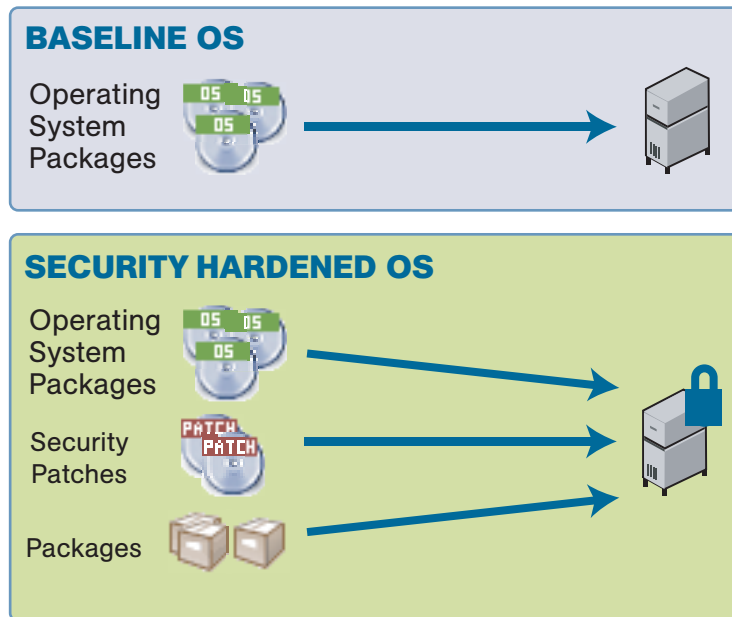 BASELINE OS
Operating
System
Packages
OS
OS
OS
SECURITY HARDENED OS
Operating
System
Packages
OS
OS
OS
Security
Patches
PATCH
PATCH
Packages